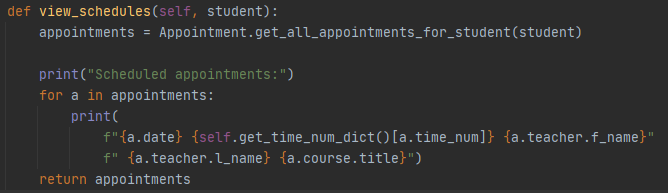 def view_schedules(self, student):
    appointments = Appointment.get_all_appointments_for_student(student)

    print("Scheduled appointments:")
    for a in appointments:
        print(
            f"{a.date} {self.get_time_num_dict()[a.time_num]} {a.teacher.f_name}"
            f" {a.teacher.l_name} {a.course.title}")
    return appointments